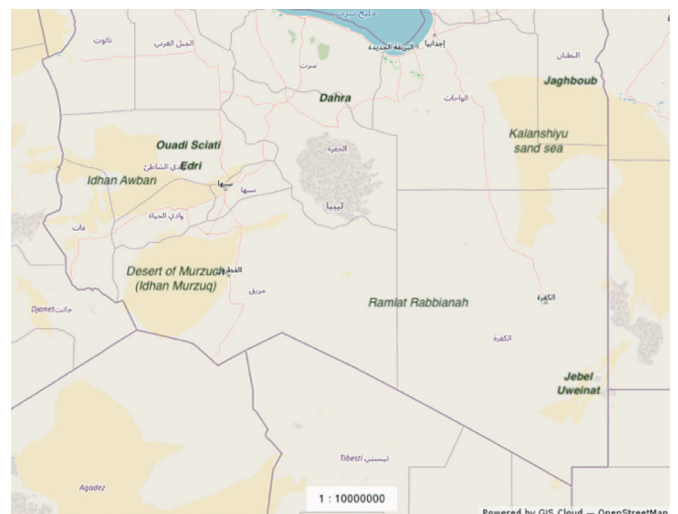 خليج سرت
إجدابيا
البريقة الجديدة
نالوت
الجبل الغربي
سرت
البطنان
Jaghboub
Dahra
الواحات
Kalanshiyu
sand sea
Ouadi Sciati
الجفرة
Edri
وادي الشاطئ
Idhan Awbari
سبها
سبها
ليبيا
وادي الحياة
غات
Desert of Murzuch
(Idhan Murzuq)
القطرون
مرزق
Ramlat Rabbianah
الكفرة
Djanet جانت
الكفرة
Jebel
Uweinat
Tibesti تيبستي
Agadez
1 : 10000000
Powered by GIS Cloud — OpenStreetMap